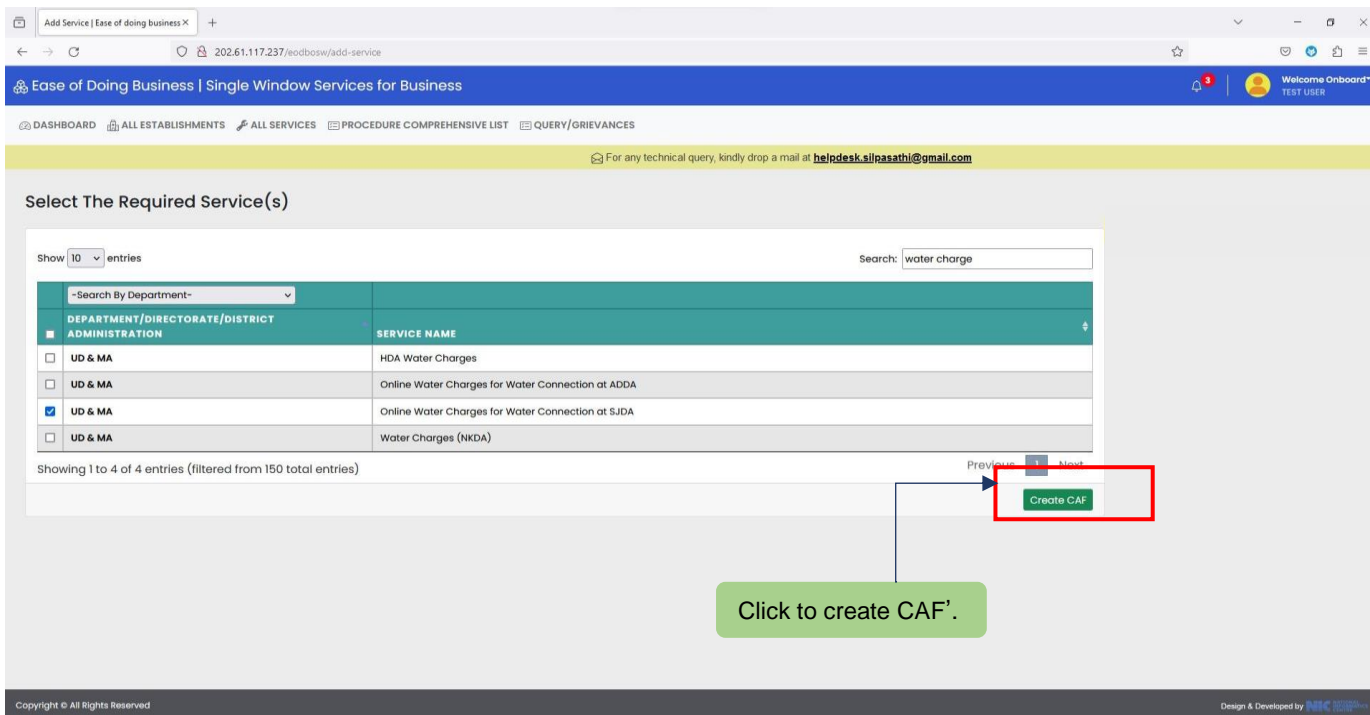 Add Service | Ease of doing business × +
202.61.117.237/eodbosw/add-service
Ease of Doing Business | Single Window Services for Business
3
Welcome Onboard
TEST USER
DASHBOARD ALL ESTABLISHMENTS ALL SERVICES PROCEDURE COMPREHENSIVE LIST QUERY/GRIEVANCES
For any technical query, kindly drop a mail at helpdesk.silpasathi@gmail.com
Select The Required Service(s)
Show 10 entries Search: water charge
-Search By Department-
DEPARTMENT/DIRECTORATE/DISTRICT
ADMINISTRATION SERVICE NAME
UD & MA HDA Water Charges
UD & MA Online Water Charges for Water Connection at ADDA
UD & MA Online Water Charges for Water Connection at SJDA
UD & MA Water Charges (NKDA)
Showing 1 to 4 of 4 entries (filtered from 150 total entries) Previous 1 Next
Create CAF
Click to create CAF’.
Copyright © All Rights Reserved Design & Developed by NIC